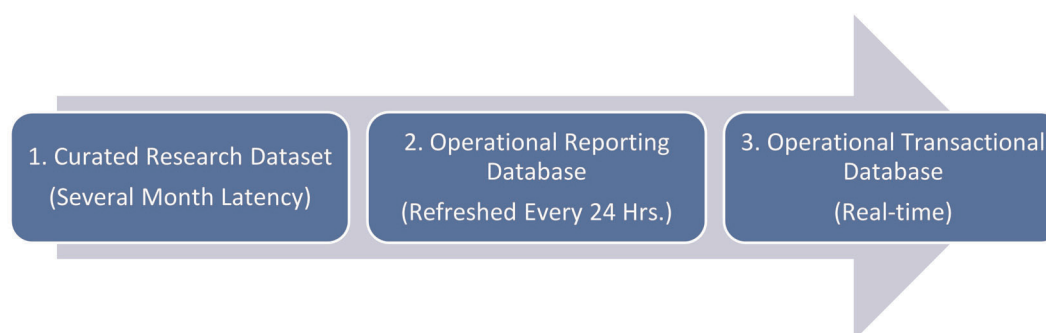 1. Curated Research Dataset
(Several Month Latency)
2. Operational Reporting
Database
(Refreshed Every 24 Hrs.)
3. Operational Transactional
Database
(Real-time)